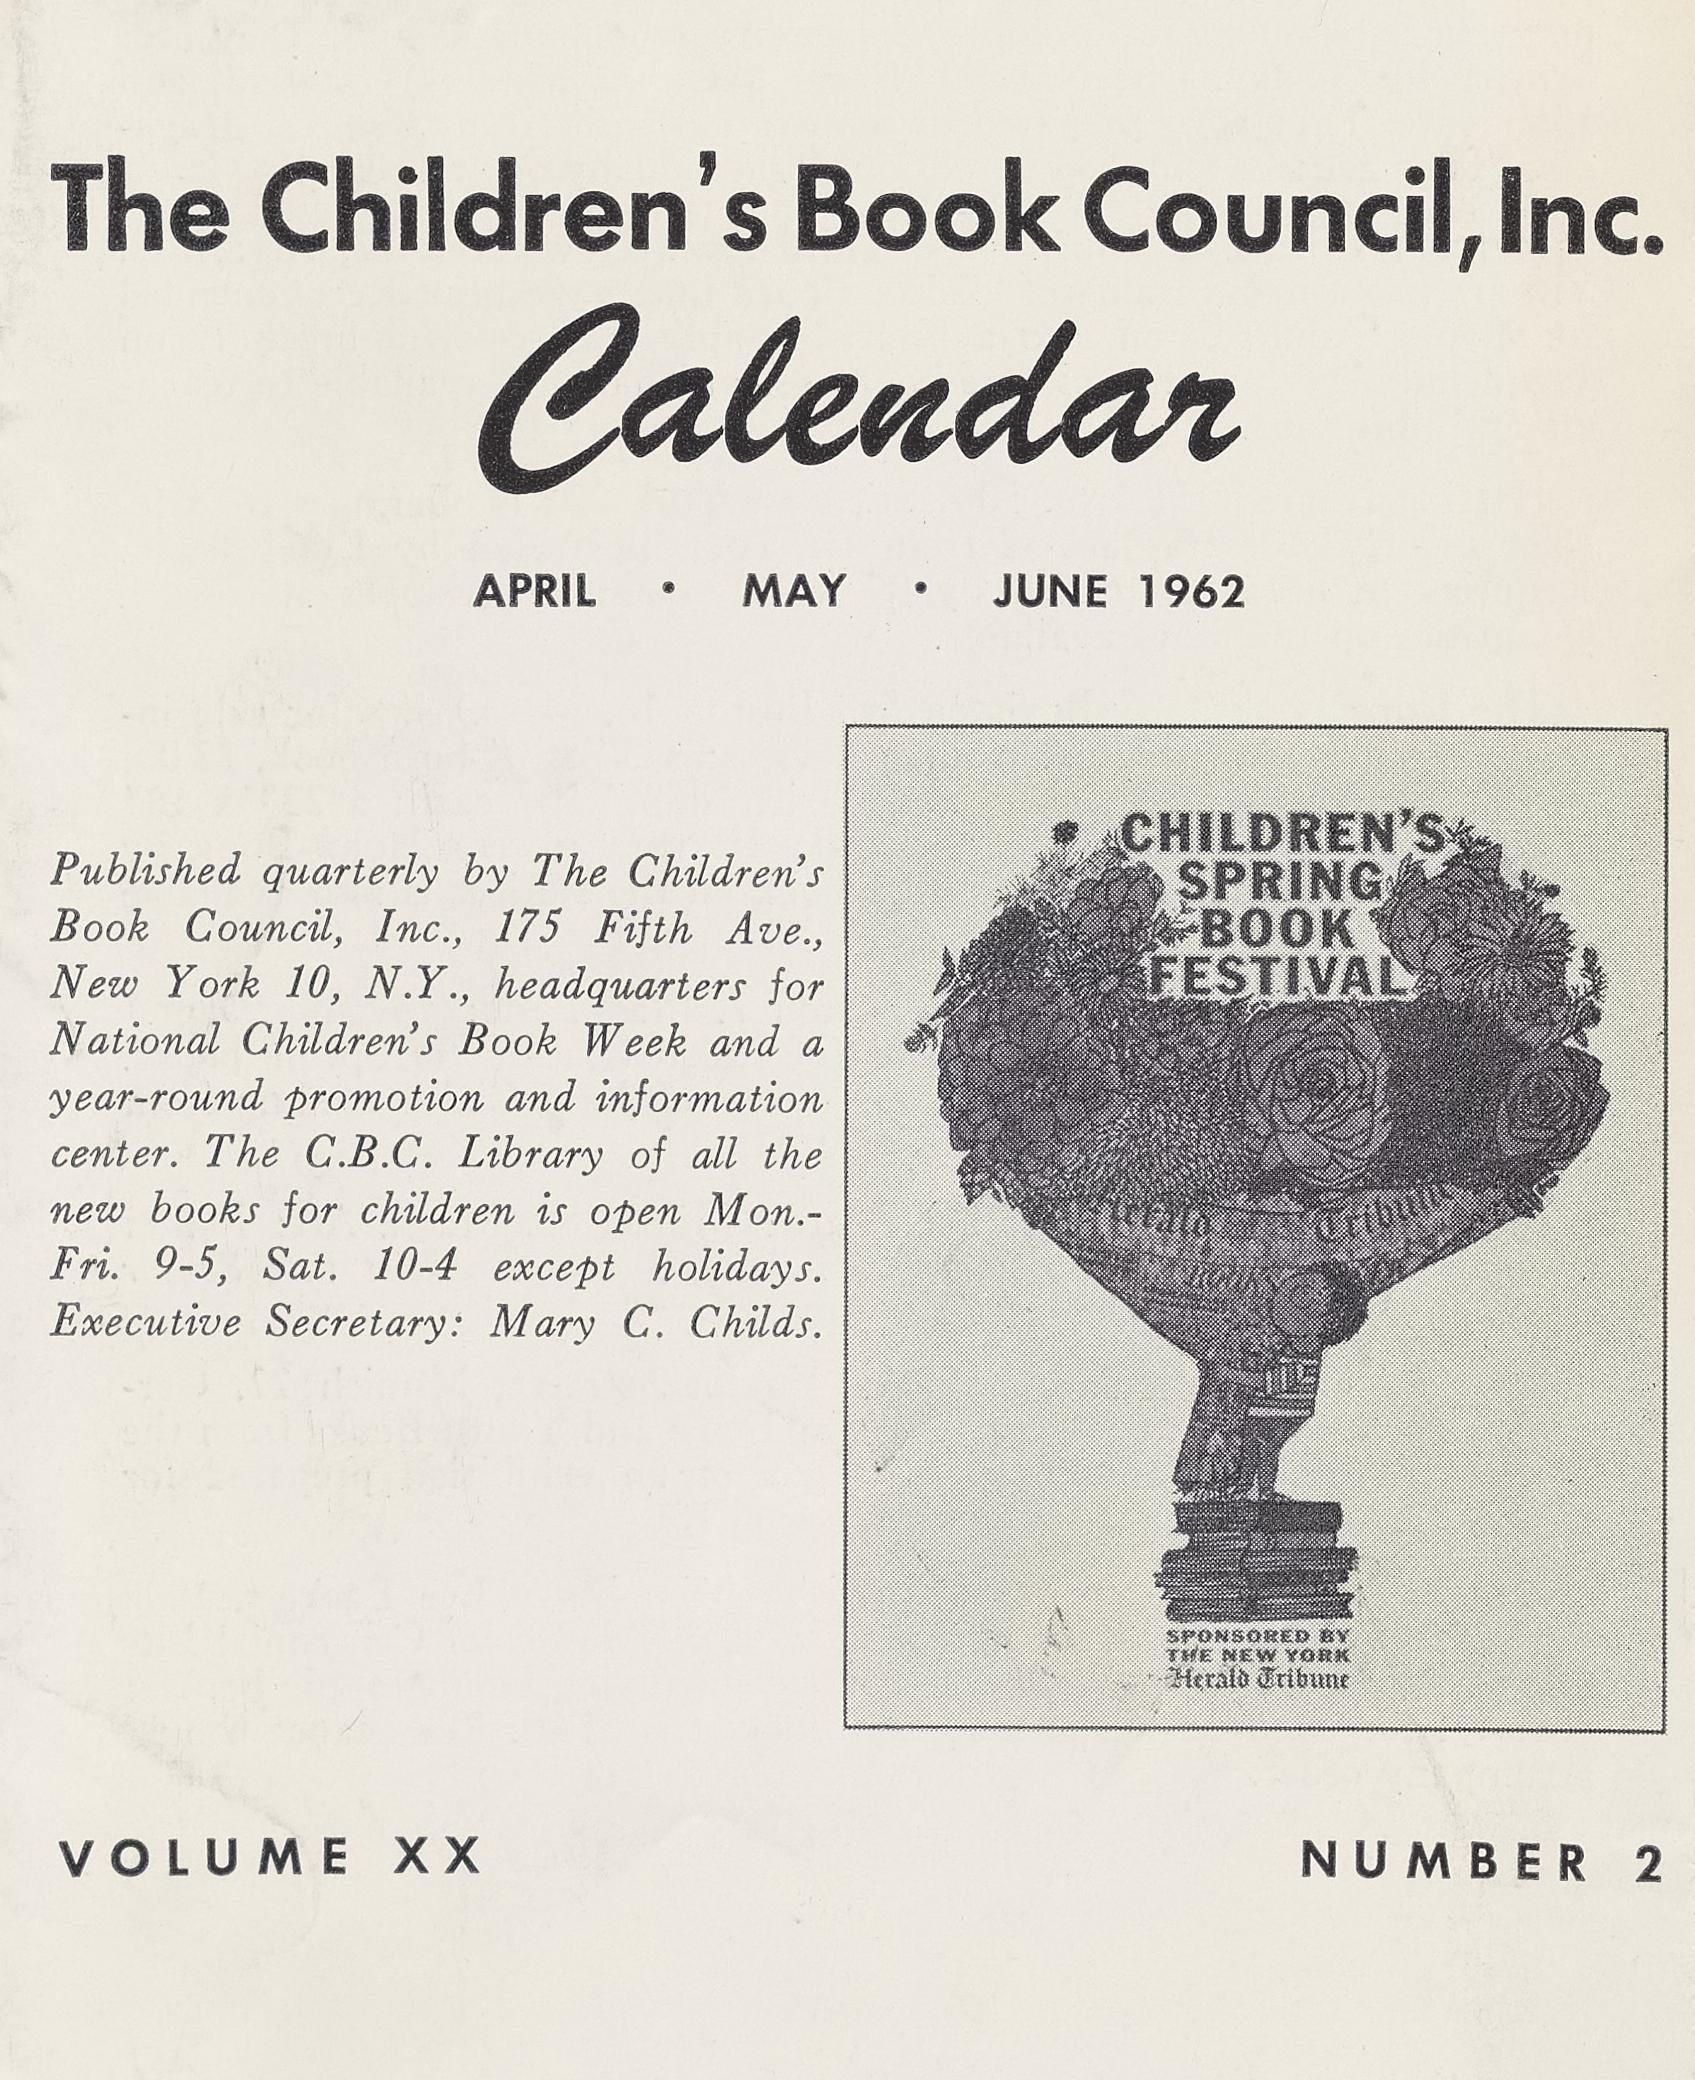 The Children's Book Council, Inc.
Calendar
APRIL • MAY • JUNE 1962
Published quarterly by The Children's
Book Council, Inc., 175 Fifth Ave.,
New York 10, N.Y., headquarters for
National Children's Book Week and a
year-round promotion and information
center. The C.B.C. Library of all the
new books for children is open Mon.-
Fri. 9-5, Sat. 10-4 except holidays.
Executive Secretary: Mary C. Childs.
CHILDREN'S
SPRING
BOOK
FESTIVAL
Herald Tribune
SPONSORED BY
THE NEW YORK
Herald Tribune
VOLUME XX
NUMBER 2